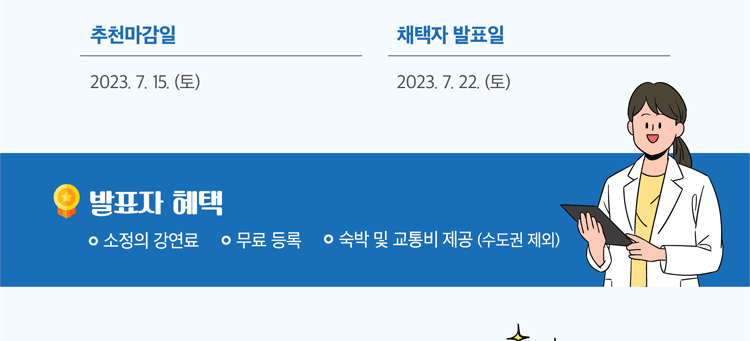 추천마감일
채택자 발표일
2023. 7. 15. (토)
2023. 7. 22. (토)
발표자 혜택
소정의 강연료
무료 등록
숙박 및 교통비 제공 (수도권 제외)